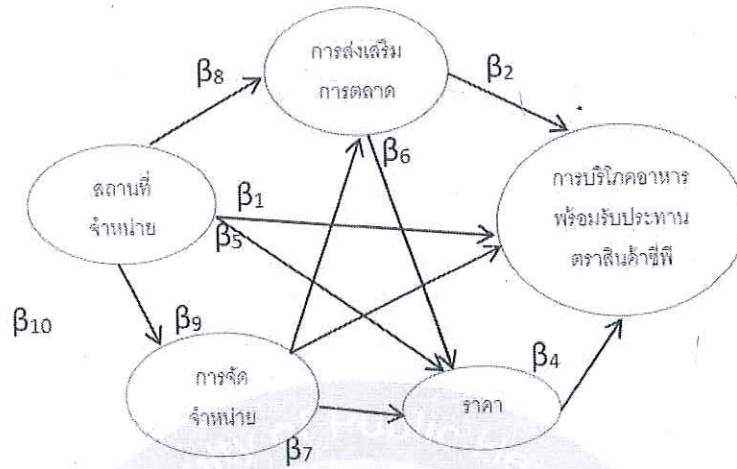 การส่งเสริม
การตลาด
β8
β2
β6
สถานที่
จำหน่าย
β1
β5
การบริโภคอาหาร
พร้อมรับประทาน
ตราสินค้าซีพี
β10
β9
การจัด
จำหน่าย
β7
ราคา
β4